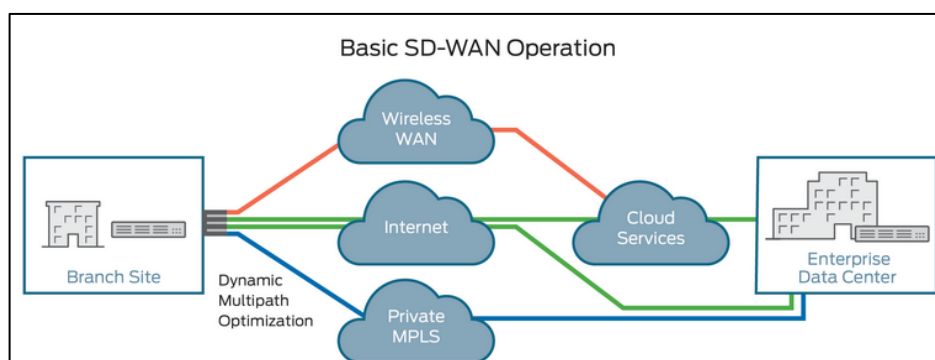 Basic SD-WAN Operation
Wireless
WAN
Internet
Cloud
Services
Branch Site
Enterprise
Data Center
Dynamic
Multipath
Optimization
Private
MPLS